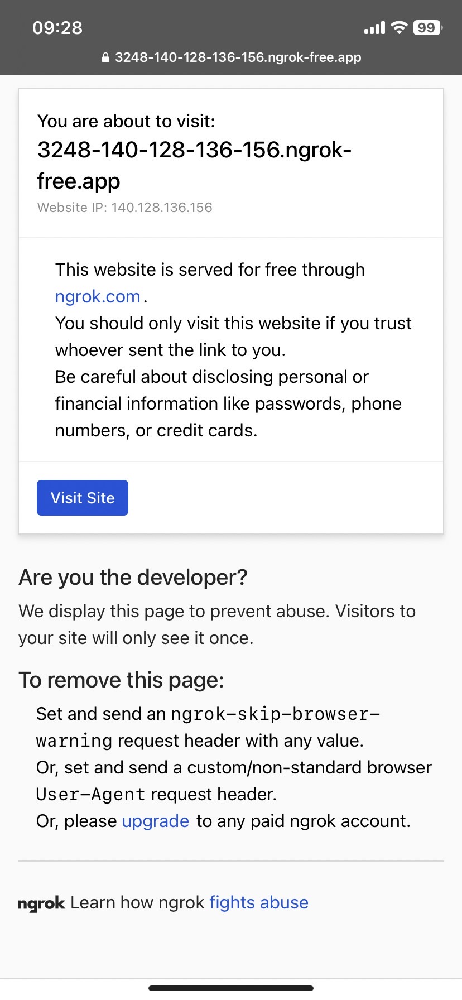 09:28
99
3248-140-128-136-156.ngrok-free.app
You are about to visit:
3248-140-128-136-156.ngrok-
free.app
Website IP: 140.128.136.156
This website is served for free through
ngrok.com.
You should only visit this website if you trust
whoever sent the link to you.
Be careful about disclosing personal or
financial information like passwords, phone
numbers, or credit cards.
Visit Site
Are you the developer?
We display this page to prevent abuse. Visitors to
your site will only see it once.
To remove this page:
Set and send an ngrok-skip-browser-
warning request header with any value.
Or, set and send a custom/non-standard browser
User-Agent request header.
Or, please upgrade to any paid ngrok account.
ngrok Learn how ngrok fights abuse